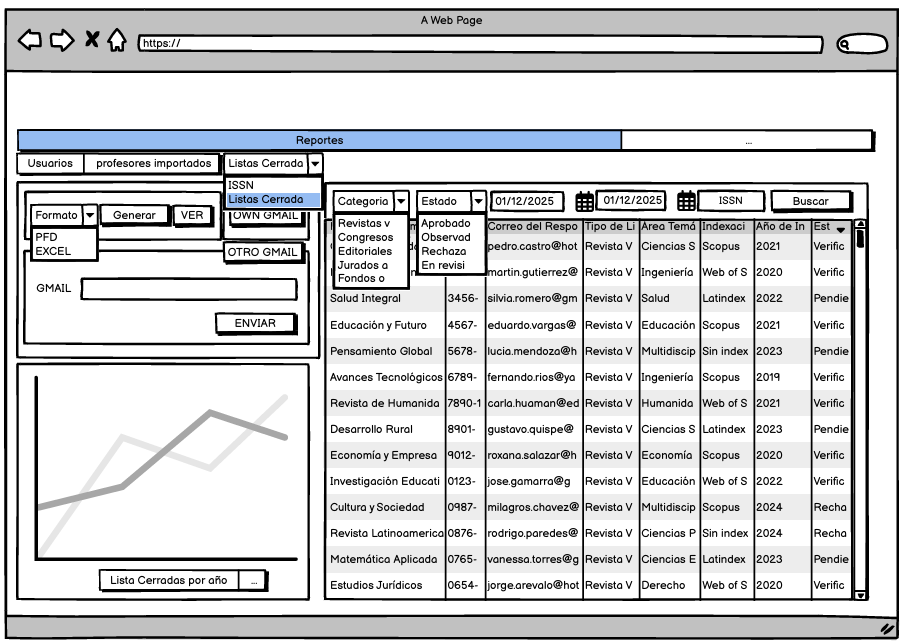 A Web Page
https://
Reportes
...
Usuarios
profesores importados
Listas Cerrada
ISSN
Listas Cerrada
Formato
Generar
VER
OWN GMAIL
PFD
EXCEL
OTRO GMAIL
GMAIL
ENVIAR
Lista Cerradas por año
...
Categoria
Estado
01/12/2025
01/12/2025
ISSN
Buscar
Revistas v
Congresos
Editoriales
Jurados a
Fondos o
Aprobado
Observad
Rechaza
En revisi
Correo del Respo Tipo de Li Área Temá Indexaci Año de In Est
pedro.castro@hot Revista V Ciencias S Scopus 2021 Verific
martin.gutierrez@ Revista V Ingeniería Web of S 2020 Verific
Salud Integral 3456- silvia.romero@gm Revista V Salud Latindex 2022 Pendie
Educación y Futuro 4567- eduardo.vargas@ Revista V Educación Scopus 2021 Verific
Pensamiento Global 5678- lucia.mendoza@h Revista V Multidiscip Sin index 2023 Pendie
Avances Tecnológicos 6789- fernando.rios@ya Revista V Ingeniería Scopus 2019 Verific
Revista de Humanida 7890-1 carla.huaman@ed Revista V Humanida Web of S 2021 Verific
Desarrollo Rural 8901- gustavo.quispe@ Revista V Ciencias S Latindex 2023 Pendie
Economía y Empresa 9012- roxana.salazar@h Revista V Economía Scopus 2020 Verific
Investigación Educati 0123- jose.gamarra@g Revista V Educación Web of S 2022 Verific
Cultura y Sociedad 0987- milagros.chavez@ Revista V Multidiscip Scopus 2024 Recha
Revista Latinoamerica 0876- rodrigo.paredes@ Revista V Ciencias P Sin index 2024 Recha
Matemática Aplicada 0765- vanessa.torres@g Revista V Ciencias E Latindex 2023 Pendie
Estudios Jurídicos 0654- jorge.arevalo@hot Revista V Derecho Web of S 2020 Verific